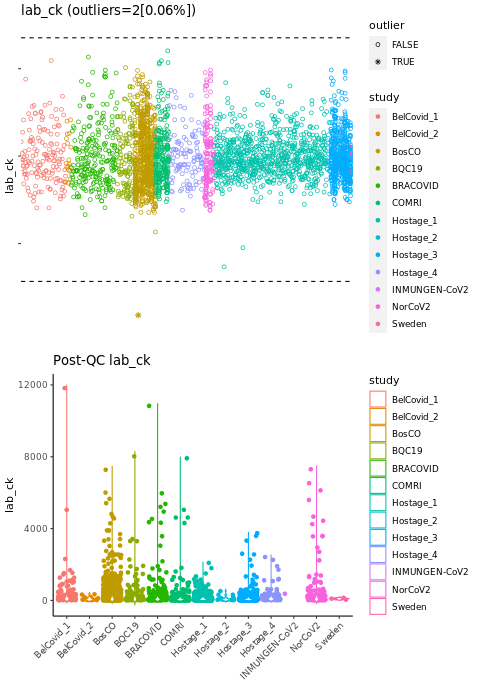 lab_ck (outliers=2[0.06%])
lab_ck
outlier
FALSE
TRUE
study
BelCovid_1
BelCovid_2
BosCO
BQC19
BRACOVID
COMRI
Hostage_1
Hostage_2
Hostage_3
Hostage_4
INMUNGEN-CoV2
NorCoV2
Sweden
Post-QC lab_ck
lab_ck
12000
8000
4000
0
BelCovid_1
BelCovid_2
BosCO
BQC19
BRACOVID
COMRI
Hostage_1
Hostage_2
Hostage_3
Hostage_4
INMUNGEN-CoV2
NorCoV2
Sweden
study
BelCovid_1
BelCovid_2
BosCO
BQC19
BRACOVID
COMRI
Hostage_1
Hostage_2
Hostage_3
Hostage_4
INMUNGEN-CoV2
NorCoV2
Sweden